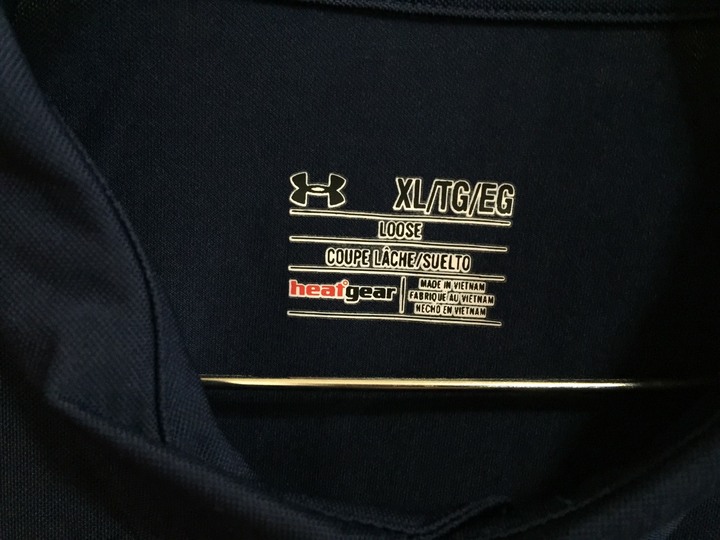 XL/TG/EG
LOOSE
COUPE LÂCHE/SUELTO
heatgear
MADE IN VIETNAM
FABRIQUÉ AU VIETNAM
HECHO EN VIETNAM